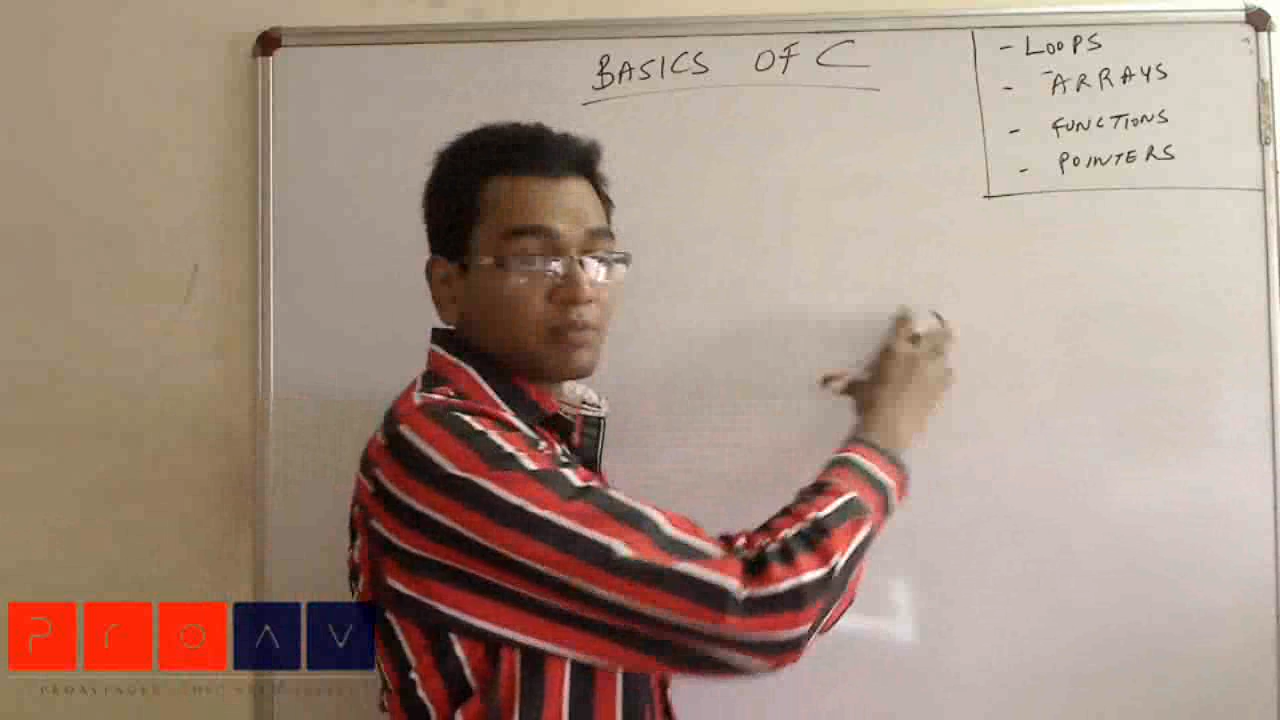 BASICS OF C
- LOOPS
- ARRAYS
- FUNCTIONS
- POINTERS
Proav